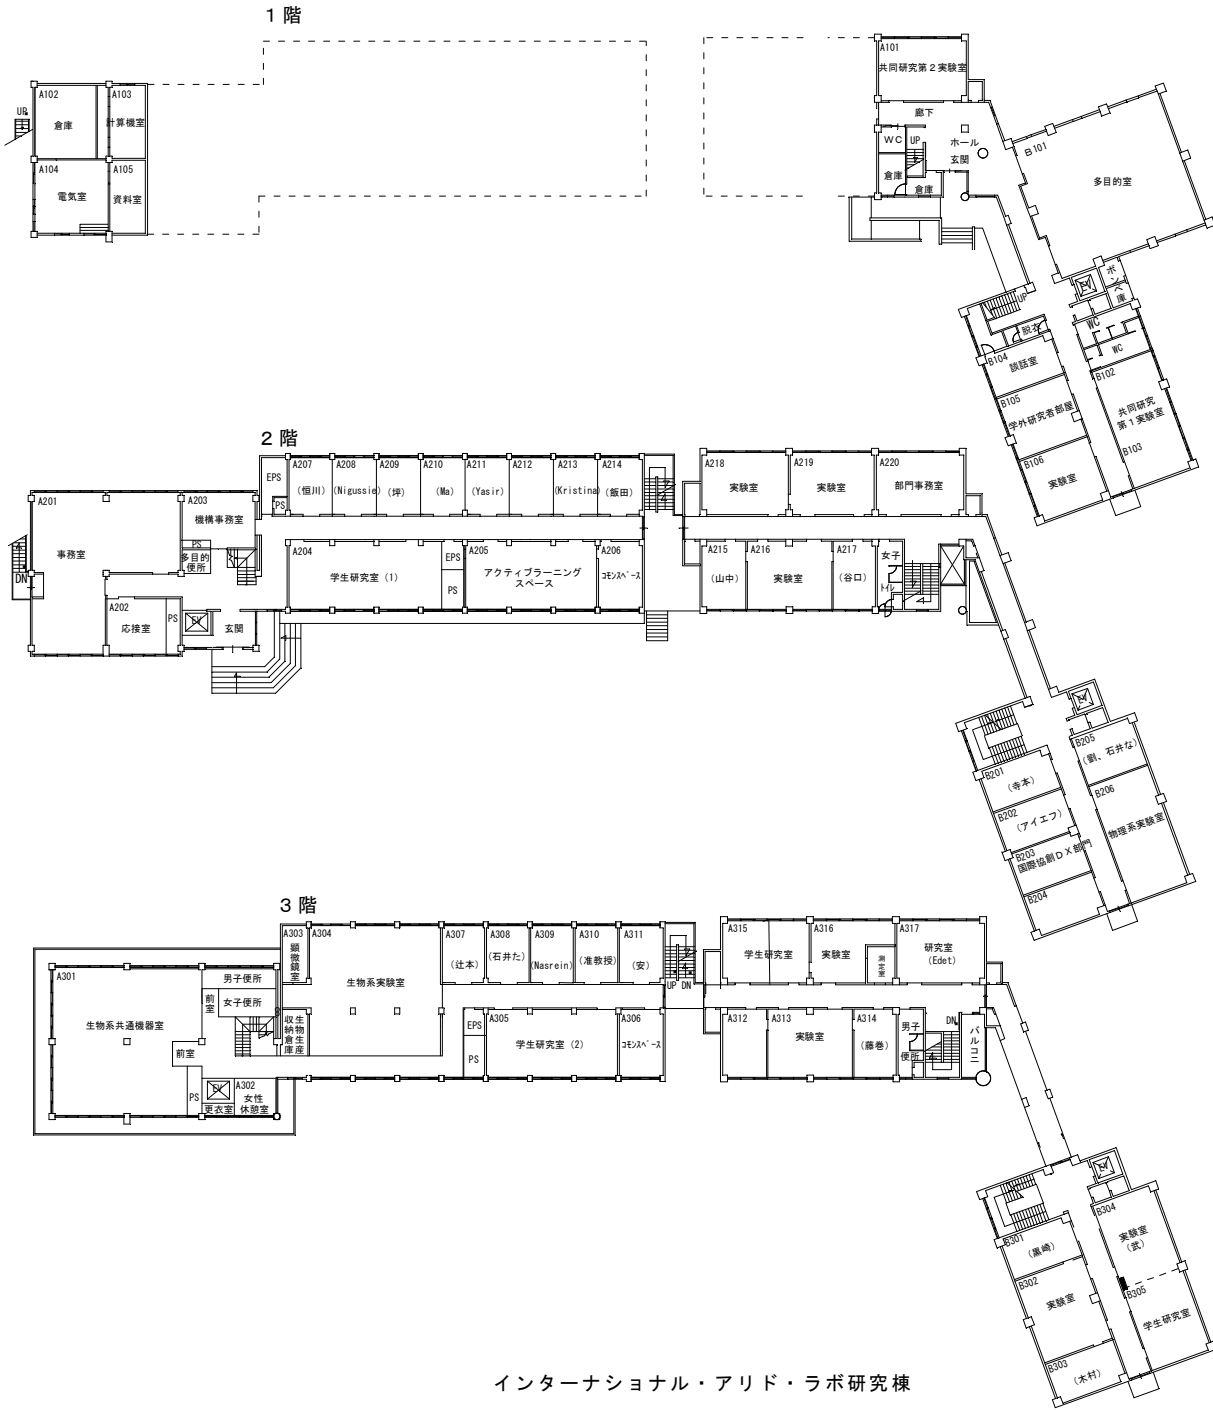 1階
A101
共同研究第2実験室
廊下
WC
UP
ホール
玄関
倉庫
倉庫
A102
倉庫
A103
計算機室
UP
A104
電気室
A105
資料室
B101
多目的室
EV
ボンベ庫
UP
脱衣
WC
WC
B104
談話室
B105
学外研究者部屋
B106
実験室
B102
共同研究
第1実験室
B103
2階
A201
事務室
DN
A203
機構事務室
PS
多目的
便所
A202
応接室
PS
EV
玄関
EPS
PS
A207
(恒川)
A208
(Nigussie)
A209
(坪)
A210
(Ma)
A211
(Yasir)
A212
A213
(Kristina)
A214
(飯田)
A204
学生研究室(1)
EPS
PS
A205
アクティブラーニング
スペース
A206
コモンスペース
A218
実験室
A219
実験室
A220
部門事務室
A215
(山中)
A216
実験室
A217
(谷口)
女子
トイレ
EV
B201
(寺本)
B202
(アイエフ)
B203
国際協創DX部門
B204
B205
(劉、石井な)
B206
物理系実験室
3階
A301
生物系共通機器室
男子便所
前室
女子便所
前室
PS
EV
更衣室
A302
女性
休憩室
A303
顕微鏡室
A304
生物系実験室
生物生産
収納倉庫
A307
(辻本)
A308
(石井た)
A309
(Nasrein)
A310
(准教授)
A311
(安)
EPS
PS
A305
学生研究室(2)
A306
コモンスペース
UP DN
A315
学生研究室
A316
実験室
測定室
A317
研究室
(Edet)
A312
A313
実験室
A314
(藤巻)
男子
便所
DN
バルコニ
EV
B301
(黒崎)
B302
実験室
B303
(木村)
B304
実験室
(武)
B305
学生研究室
インターナショナル・アリド・ラボ研究棟